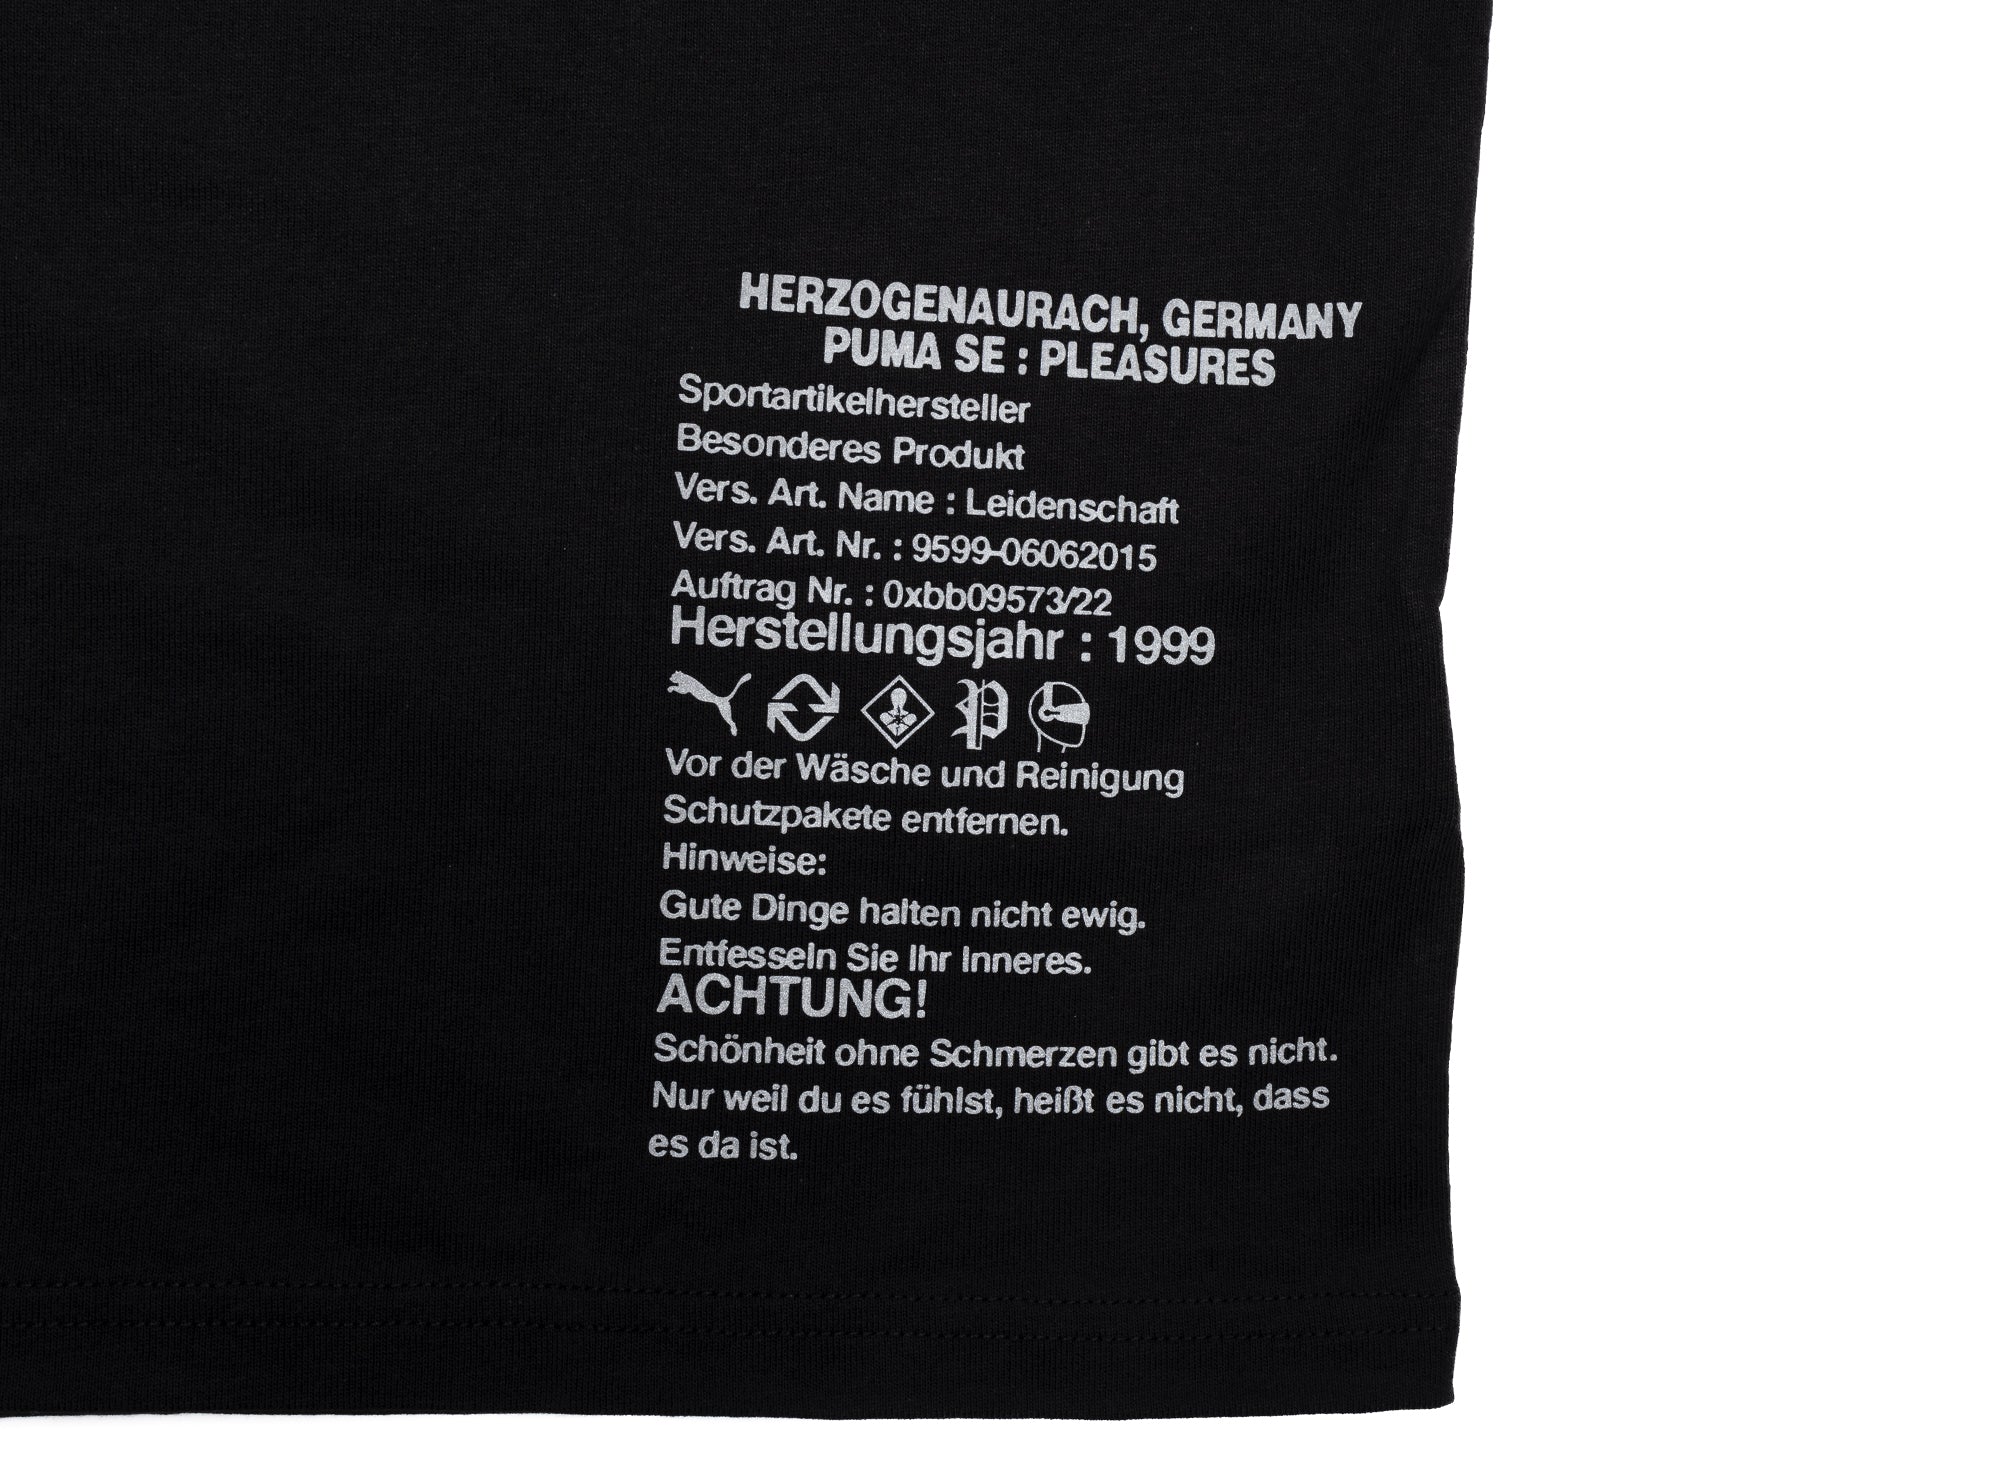 HERZOGENAURACH, GERMANY
PUMA SE : PLEASURES
Sportartikelhersteller
Besonderes Produkt
Vers. Art. Name : Leidenschaft
Vers. Art. Nr. : 9599-06062015
Auftrag Nr. : 0xbb09573/22
Herstellungsjahr : 1999
P
Vor der Wäsche und Reinigung
Schutzpakete entfernen.
Hinweise:
Gute Dinge halten nicht ewig.
Entfesseln Sie Ihr Inneres.
ACHTUNG!
Schönheit ohne Schmerzen gibt es nicht.
Nur weil du es fühlst, heißt es nicht, dass
es da ist.